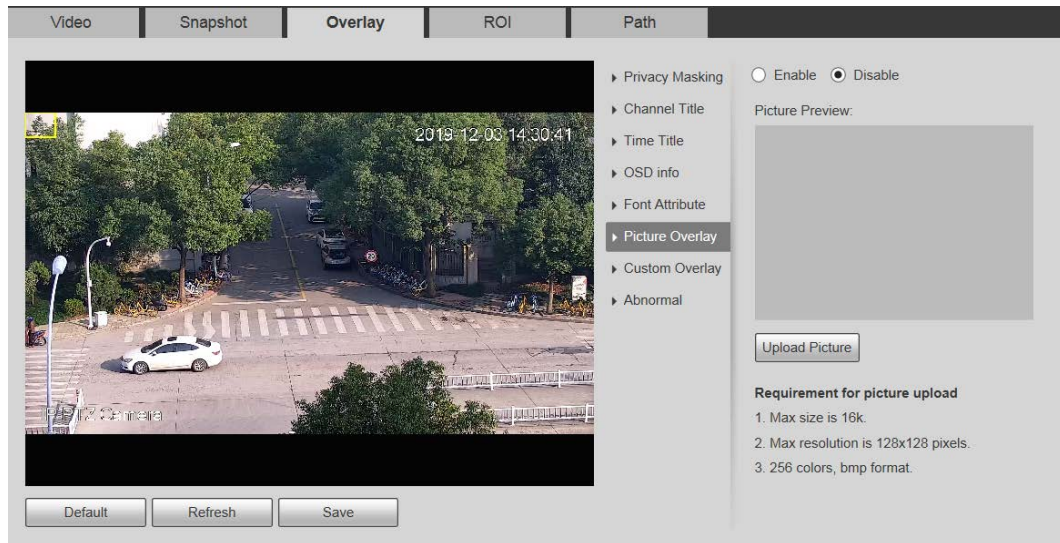 Video Snapshot Overlay ROI Path
2019-12-03 14:30:41
Camera
Privacy Masking
Channel Title
Time Title
OSD info
Font Attribute
Picture Overlay
Custom Overlay
Abnormal
Enable Disable
Picture Preview:
Upload Picture
Requirement for picture upload
1. Max size is 16k.
2. Max resolution is 128x128 pixels.
3. 256 colors, bmp format.
Default Refresh Save